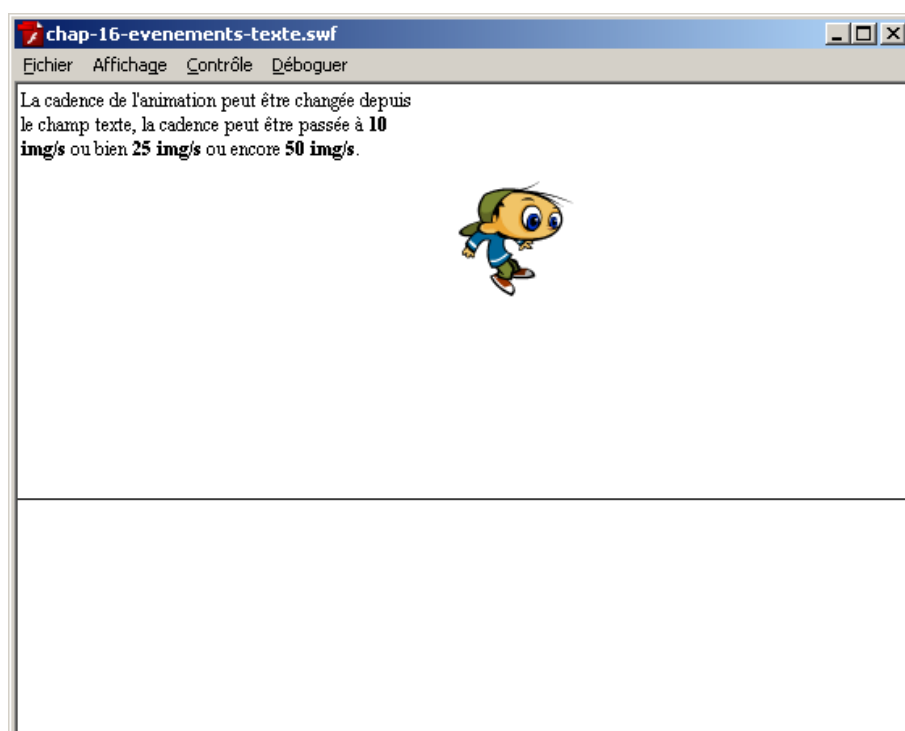 chap-16-evenements-texte.swf
Fichier Affichage Contrôle Déboguer
La cadence de l'animation peut être changée depuis
le champ texte, la cadence peut être passée à 10
img/s ou bien 25 img/s ou encore 50 img/s.